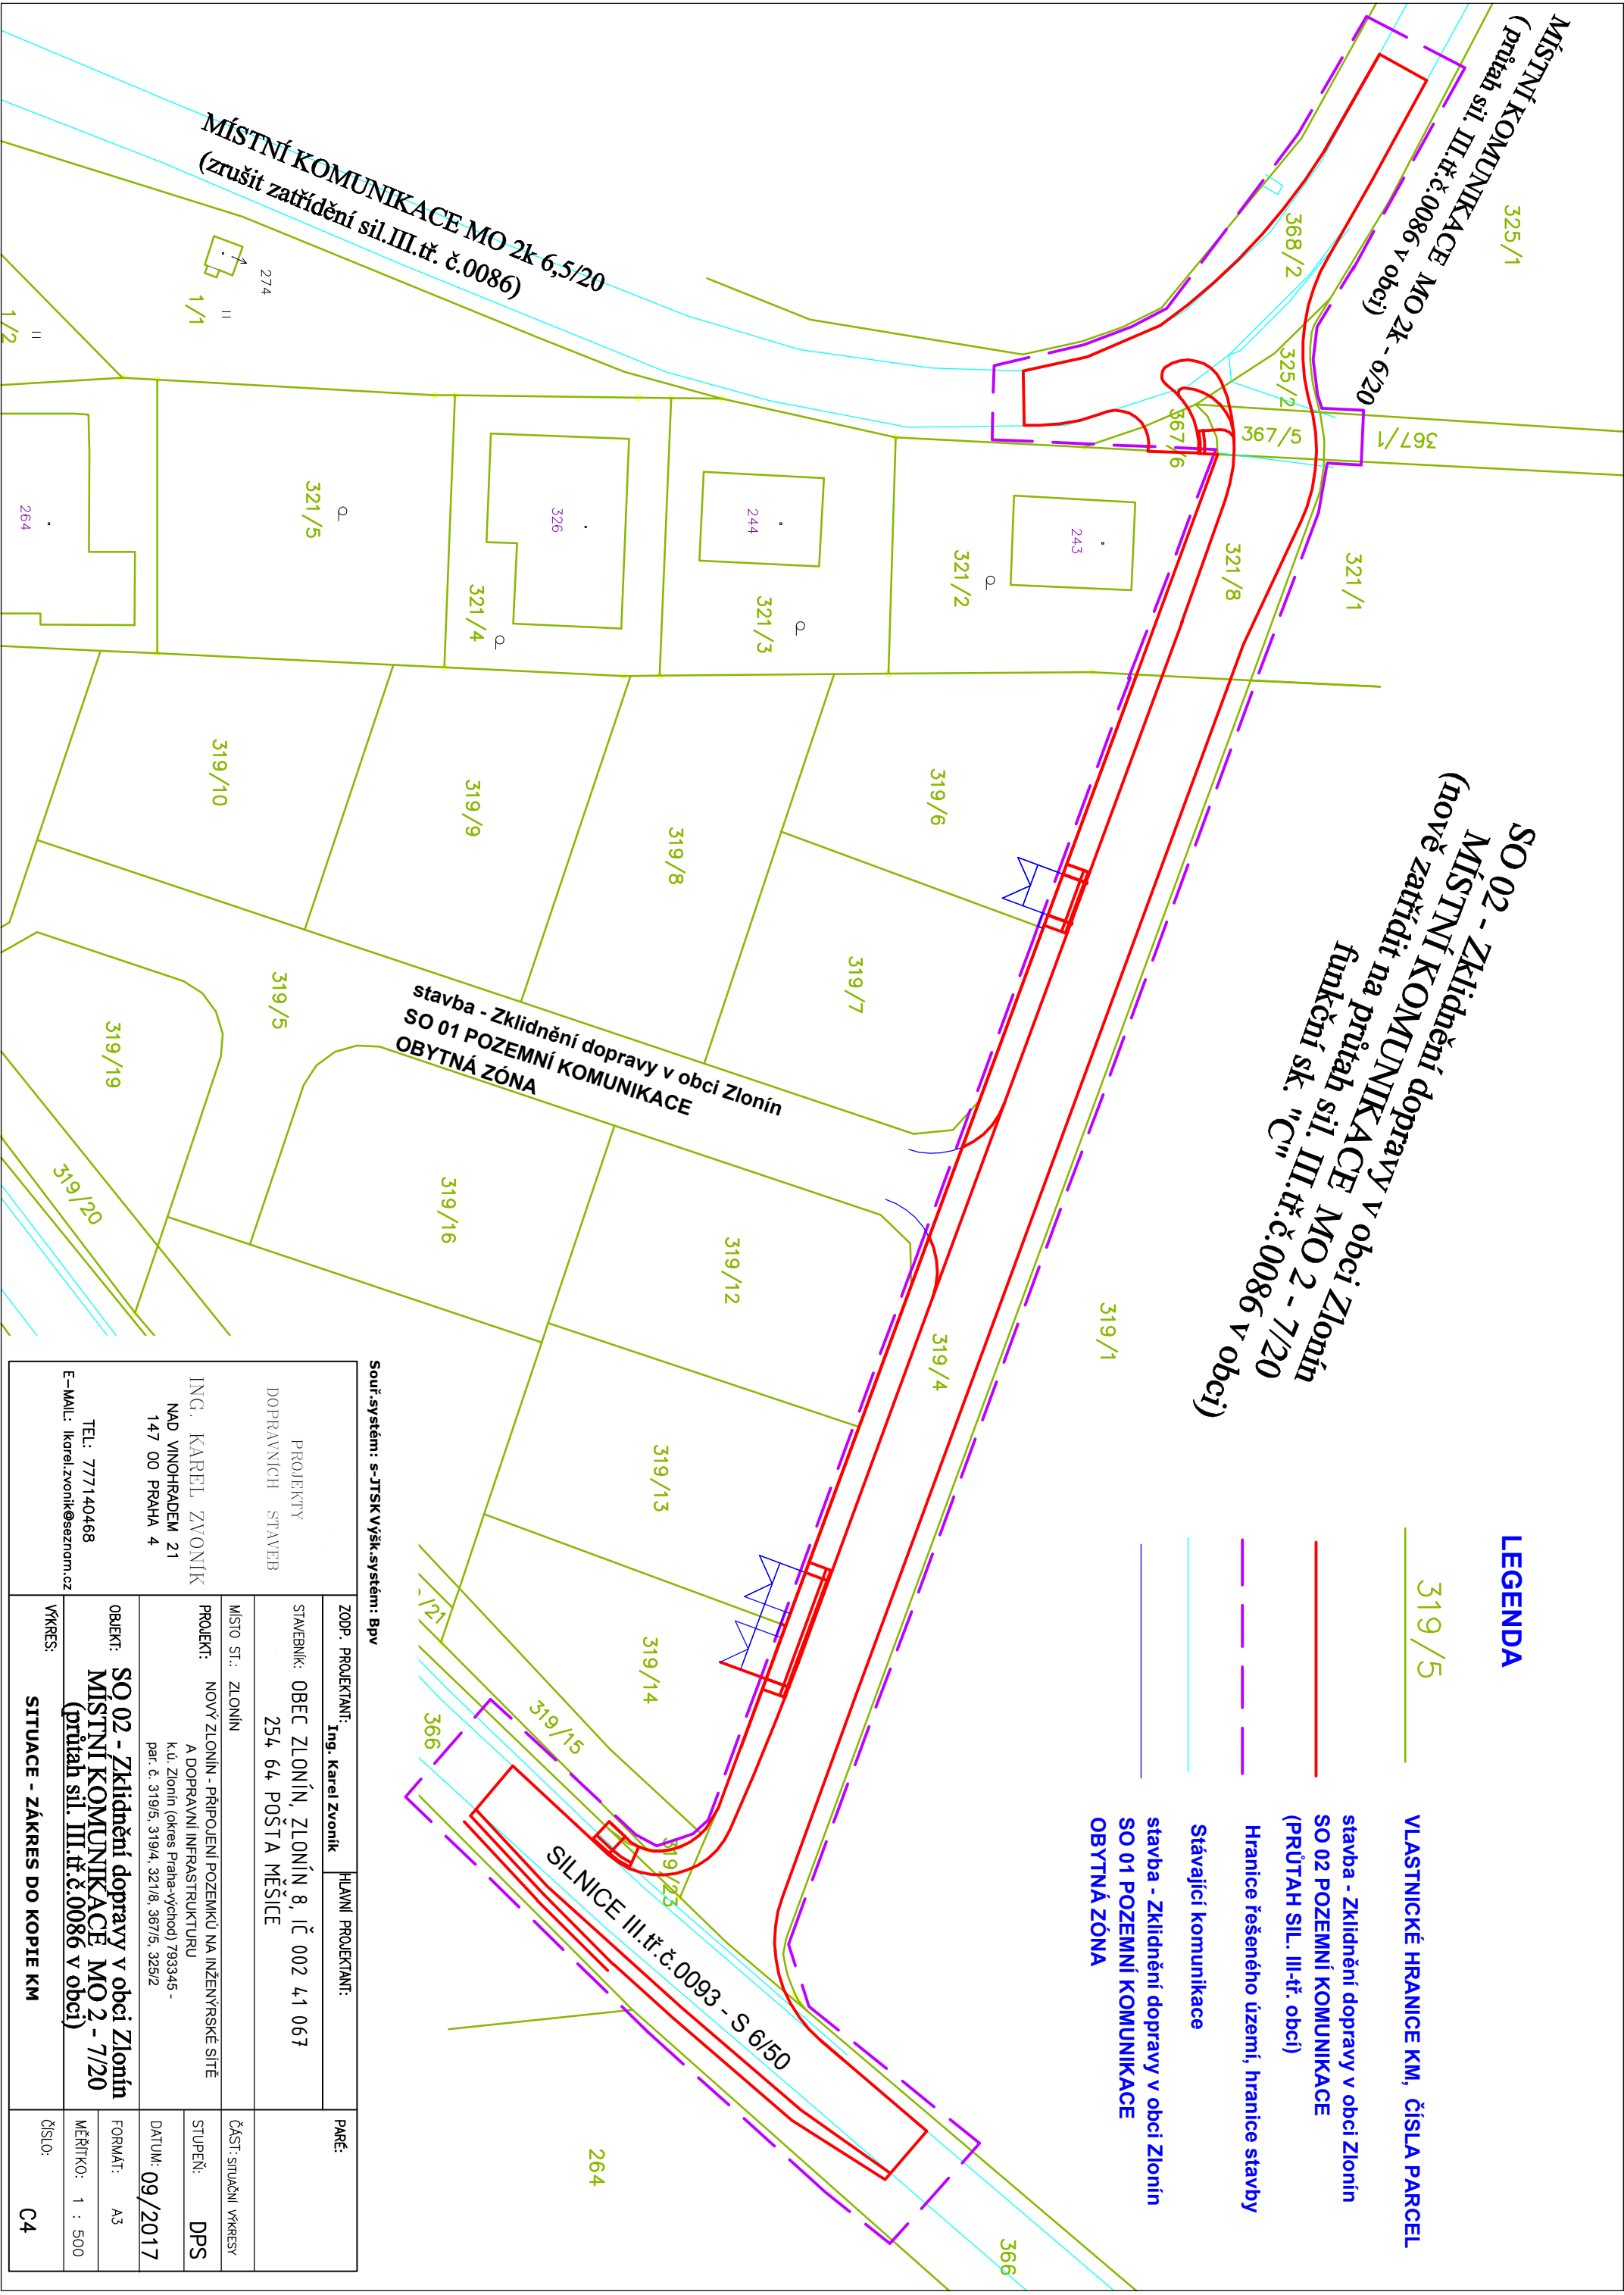 MÍSTNÍ KOMUNIKACE MO 2k - 6/20
( průtah sil. III.tř.č.0086 v obci)
MÍSTNÍ KOMUNIKACE MO 2k 6,5/20
(zrušit zatřídění sil.III.tř. č.0086)
SO 02 - Zklidnění dopravy v obci Zlonín
MÍSTNÍ KOMUNIKACE MO 2 - 7/20
(nově zatřídit na průtah sil. III.tř.č.0086 v obci)
funkční sk. "C"
325/1
368/2
325/2
367/5
367/1
367/6
321/1
321/8
321/2
321/3
321/4
321/5
243
244
326
264
274
1/1
1/2
319/6
319/7
319/8
319/9
319/10
319/5
319/19
319/20
319/16
319/12
319/4
319/1
319/13
319/14
319/15
319/23
/21
366
264
366
stavba - Zklidnění dopravy v obci Zlonín
SO 01 POZEMNÍ KOMUNIKACE
OBYTNÁ ZÓNA
SILNICE III.tř.č.0093 - S 6/50
LEGENDA
319/5
VLASTNICKÉ HRANICE KM, ČÍSLA PARCEL
stavba - Zklidnění dopravy v obci Zlonín
SO 02 POZEMNÍ KOMUNIKACE
(PRŮTAH SIL. III-tř. obcí)
Hranice řešeného území, hranice stavby
Stávající komunikace
stavba - Zklidnění dopravy v obci Zlonín
SO 01 POZEMNÍ KOMUNIKACE
OBYTNÁ ZÓNA
Souř.systém: s-JTSK Výšk.systém: Bpv
PROJEKTY
DOPRAVNÍCH STAVEB
ING. KAREL ZVONÍK
NAD VINOHRADEM 21
147 00 PRAHA 4
TEL: 777140468
E-MAIL: lkarel.zvonik@seznam.cz
ZODP. PROJEKTANT: Ing. Karel Zvoník
HLAVNÍ PROJEKTANT:
PARÉ:
STAVEBNÍK: OBEC ZLONÍN, ZLONÍN 8, IČ 002 41 067
254 64 POŠTA MĚŠICE
MÍSTO ST.: ZLONÍN
ČÁST: SITUAČNÍ VÝKRESY
PROJEKT: NOVÝ ZLONÍN - PŘIPOJENÍ POZEMKŮ NA INŽENÝRSKÉ SÍTĚ
A DOPRAVNÍ INFRASTRUKTURU
k.ú. Zlonín (okres Praha-východ) 793345 -
par. č. 319/5, 319/4, 321/8, 367/5, 325/2
STUPEŇ: DPS
DATUM: 09/2017
OBJEKT: SO 02 - Zklidnění dopravy v obci Zlonín
MÍSTNÍ KOMUNIKACE MO 2 - 7/20
(průtah sil. III.tř.č.0086 v obci)
FORMÁT: A3
MĚŘÍTKO: 1 : 500
VÝKRES:
SITUACE - ZÁKRES DO KOPIE KM
ČÍSLO:
C4